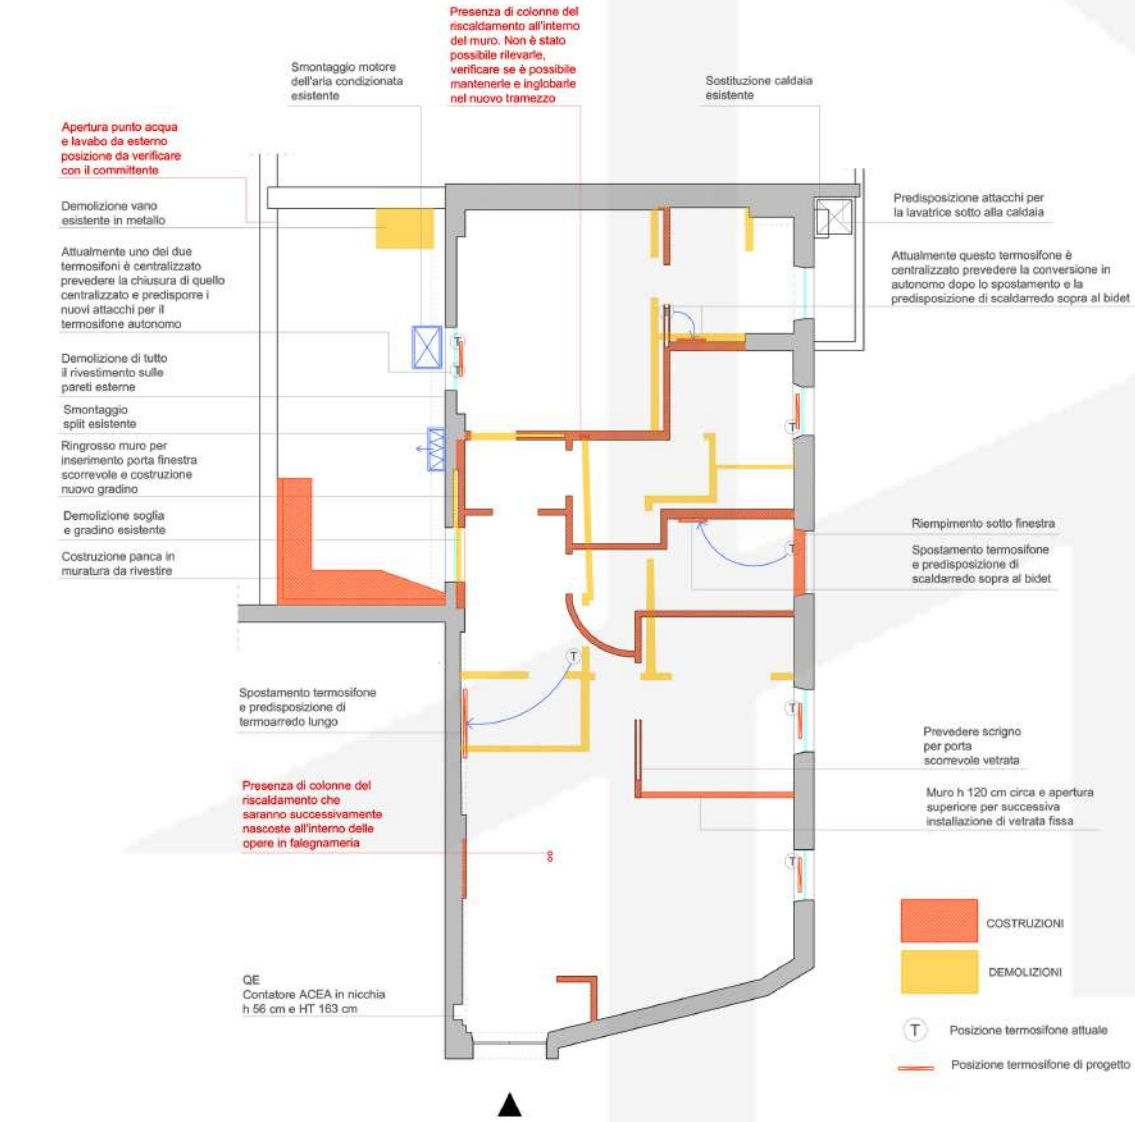 Presenza di colonne del
riscaldamento all'interno
del muro. Non è stato
possibile rilevarle,
verificare se è possibile
mantenerle e inglobarle
nel nuovo tramezzo
Smontaggio motore
dell'aria condizionata
esistente
Sostituzione caldaia
esistente
Apertura punto acqua
e lavabo da esterno
posizione da verificare
con il committente
Demolizione vano
esistente in metallo
Attualmente uno dei due
termosifoni è centralizzato
prevedere la chiusura di quello
centralizzato e predisporre i
nuovi attacchi per il
termosifone autonomo
Demolizione di tutto
il rivestimento sulle
pareti esterne
Smontaggio
split esistente
Ringrosso muro per
inserimento porta finestra
scorrevole e costruzione
nuovo gradino
Demolizione soglia
e gradino esistente
Costruzione panca in
muratura da rivestire
Predisposizione attacchi per
la lavatrice sotto alla caldaia
Attualmente questo termosifone è
centralizzato prevedere la conversione in
autonomo dopo lo spostamento e la
predisposizione di scaldarredo sopra al bidet
Riempimento sotto finestra
Spostamento termosifone
e predisposizione di
scaldarredo sopra al bidet
Spostamento termosifone
e predisposizione di
termoarredo lungo
Presenza di colonne del
riscaldamento che
saranno successivamente
nascoste all'interno delle
opere in falegnameria
Prevedere scrigno
per porta
scorrevole vetrata
Muro h 120 cm circa e apertura
superiore per successiva
installazione di vetrata fissa
QE
Contatore ACEA in nicchia
h 56 cm e HT 163 cm
T
T
T
T
T
T
T
COSTRUZIONI
DEMOLIZIONI
T Posizione termosifone attuale
Posizione termosifone di progetto